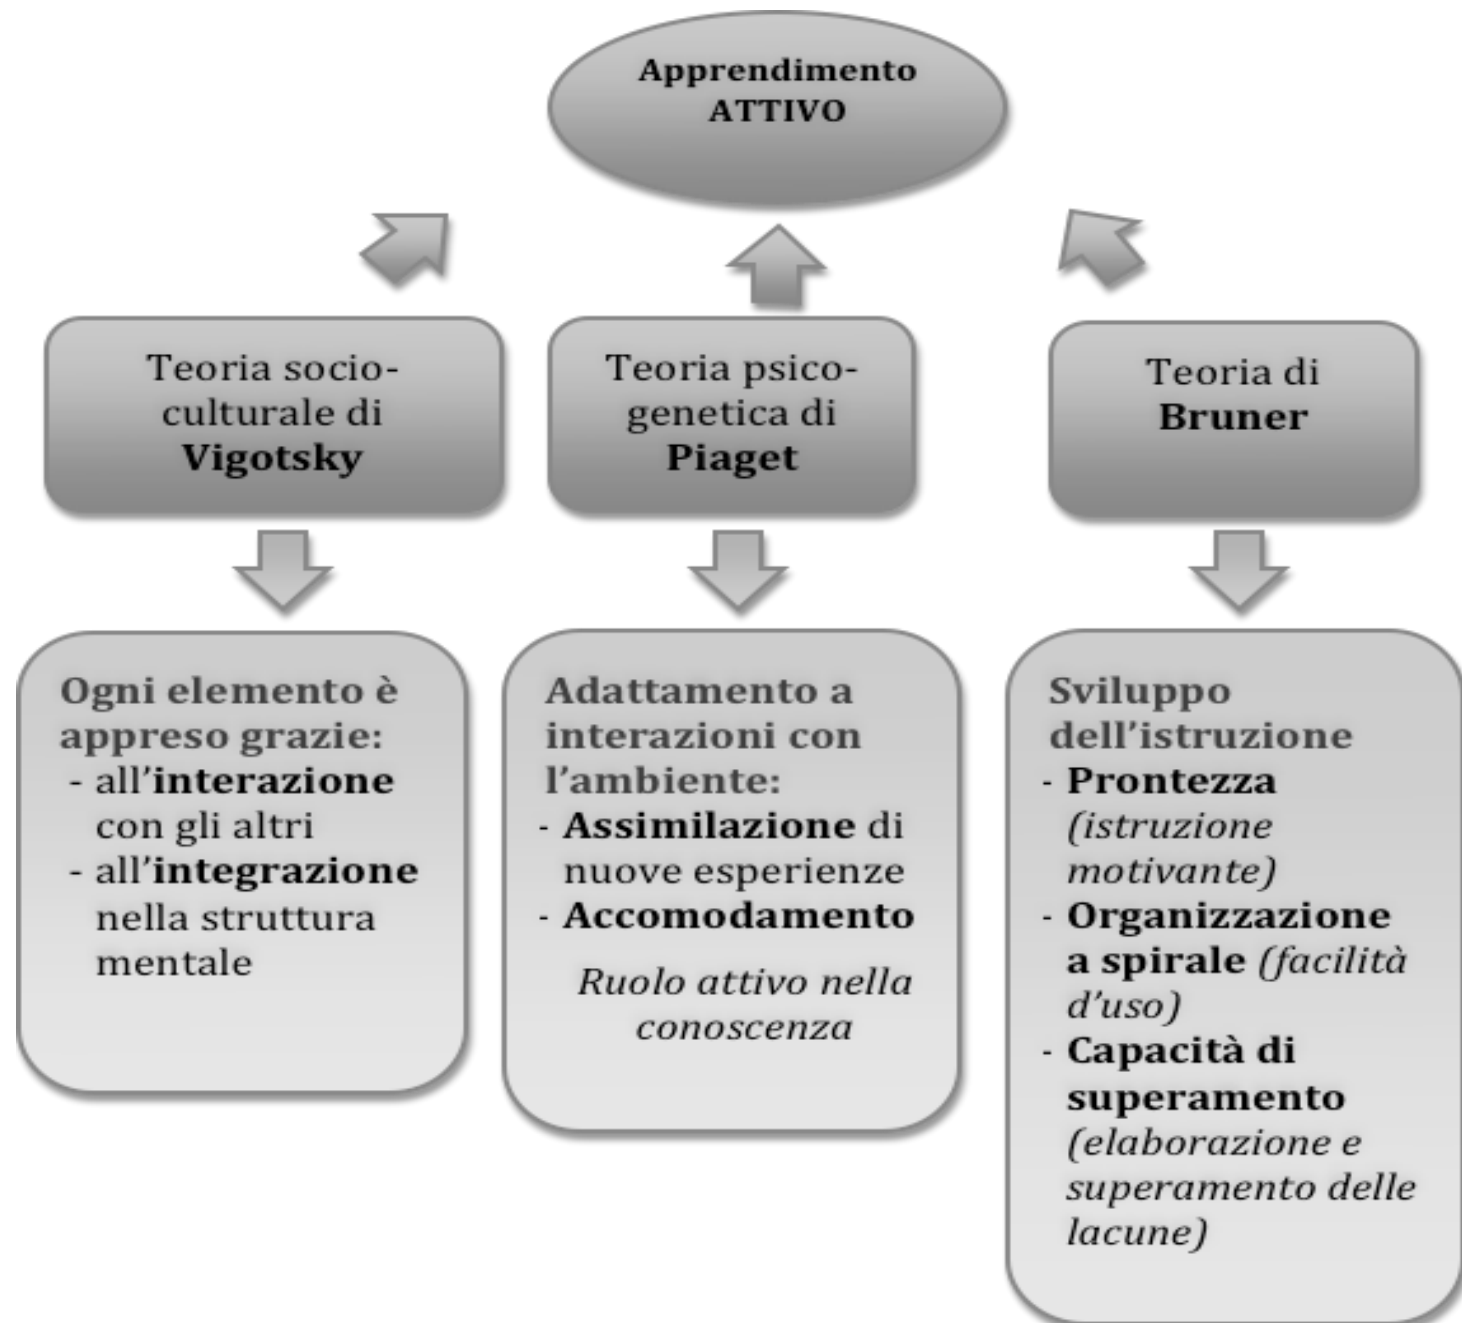 Apprendimento
ATTIVO
Teoria socio-
culturale di
Vigotsky
Teoria psico-
genetica di
Piaget
Teoria di
Bruner
Ogni elemento è
appreso grazie:
- all'interazione
con gli altri
- all'integrazione
nella struttura
mentale
Adattamento a
interazioni con
l'ambiente:
- Assimilazione di
nuove esperienze
- Accomodamento
Ruolo attivo nella
conoscenza
Sviluppo
dell'istruzione
- Prontezza
(istruzione
motivante)
- Organizzazione
a spirale (facilità
d'uso)
- Capacità di
superamento
(elaborazione e
superamento delle
lacune)